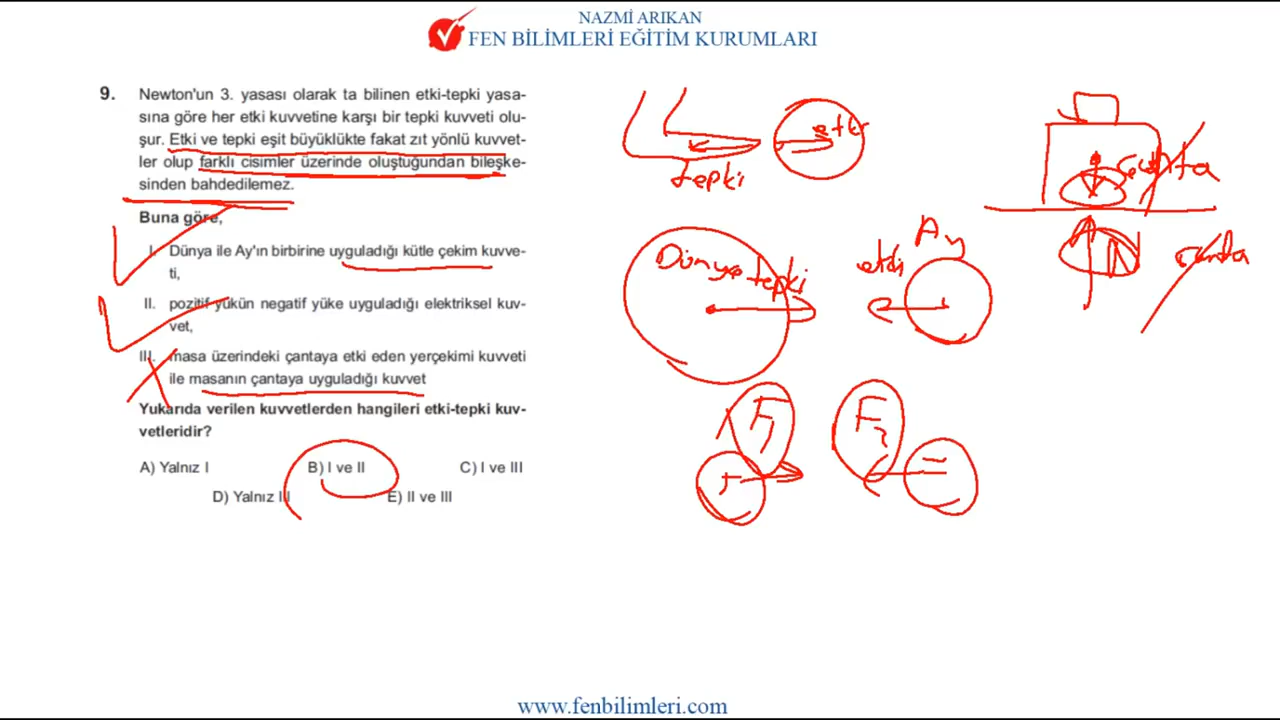 NAZMİ ARIKAN
FEN BİLİMLERİ EĞİTİM KURUMLARI
9. Newton'un 3. yasası olarak ta bilinen etki-tepki yasa-
sına göre her etki kuvvetine karşı bir tepki kuvveti olu-
şur. Etki ve tepki eşit büyüklükte fakat zıt yönlü kuvvet-
ler olup farklı cisimler üzerinde oluştuğundan bileşke-
sinden bahdedilemez.
Buna göre,
I. Dünya ile Ay'ın birbirine uyguladığı kütle çekim kuvve-
ti,
II. pozitif yükün negatif yüke uyguladığı elektriksel kuv-
vet,
III. masa üzerindeki çantaya etki eden yerçekimi kuvveti
ile masanın çantaya uyguladığı kuvvet
Yukarıda verilen kuvvetlerden hangileri etki-tepki kuv-
vetleridir?
A) Yalnız I B) I ve II C) I ve III
D) Yalnız III E) II ve III
etki
tepki
Dünya tepki
etki
Ay
çanta
N
çanta
F1
F2
+
–
www.fenbilimleri.com